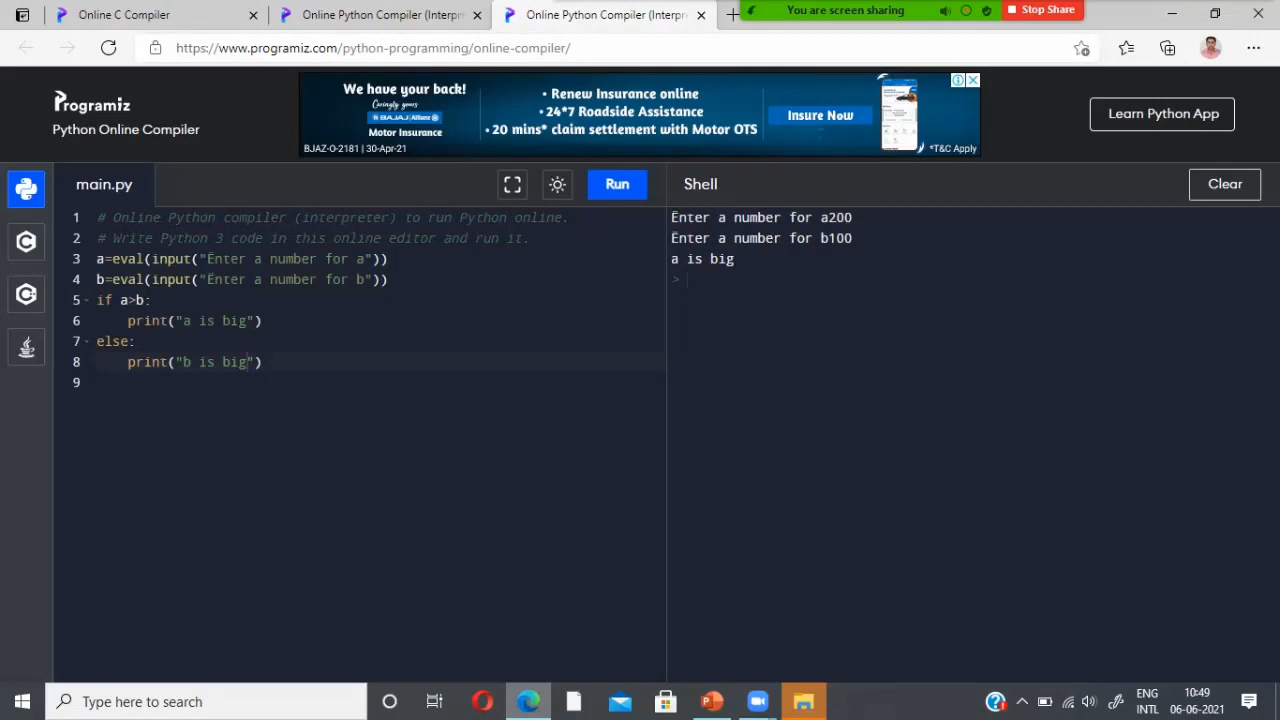 Online Python Compiler (Interpr
Online Python Compiler (Interpr
Online Python Compiler (Interpr
You are screen sharing
Stop Share
https://www.programiz.com/python-programming/online-compiler/
Programiz
Python Online Compiler
We have your back!
Caringly yours
BAJAJ Allianz
Motor Insurance
BJAZ-O-2181 | 30-Apr-21
• Renew Insurance online
• 24*7 Roadside Assistance
• 20 mins* claim settlement with Motor OTS
Insure Now
*T&C Apply
Learn Python App
main.py
Run
Shell
Clear
1 # Online Python compiler (interpreter) to run Python online.
2 # Write Python 3 code in this online editor and run it.
3 a=eval(input("Enter a number for a"))
4 b=eval(input("Enter a number for b"))
5 if a>b:
6     print("a is big")
7 else:
8     print("b is big")
9
Enter a number for a200
Enter a number for b100
a is big
>
Type here to search
ENG
INTL
10:49
06-06-2021